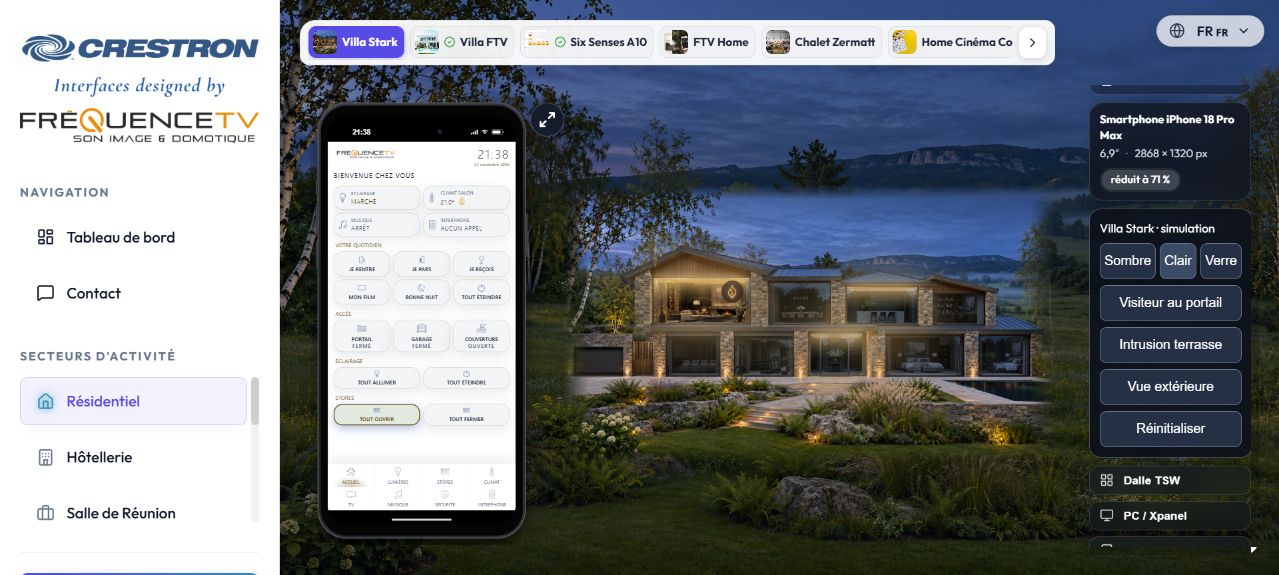 CRESTRON
Interfaces designed by
FRÉQUENCETV
SON IMAGE & DOMOTIQUE
NAVIGATION
Tableau de bord
Contact
SECTEURS D'ACTIVITÉ
Résidentiel
Hôtellerie
Salle de Réunion
Villa Stark
Villa FTV
Six Senses A10
FTV Home
Chalet Zermatt
Home Cinéma Co
FR FR
21:38
FRÉQUENCETV
SON IMAGE & DOMOTIQUE
21:38
BIENVENUE CHEZ VOUS
ÉCLAIRAGE
MARCHE
CLIMAT SALON
21.0°
MUSIQUE
ARRÊT
INTERPHONE
AUCUN APPEL
VOTRE QUOTIDIEN
JE RENTRE
JE PARS
JE REÇOIS
MON FILM
BONNE NUIT
TOUT ÉTEINDRE
ACCÈS
PORTAIL
FERMÉ
GARAGE
FERMÉ
COUVERTURE
OUVERTE
ÉCLAIRAGE
TOUT ALLUMER
TOUT ÉTEINDRE
STORES
TOUT OUVRIR
TOUT FERMER
ACCUEIL
LUMIÈRES
STORES
CLIMAT
TV
MUSIQUE
SÉCURITÉ
INTERPHONE
Smartphone iPhone 18 Pro
Max
6,9" · 2868 × 1320 px
réduit à 71 %
Villa Stark · simulation
Sombre
Clair
Verre
Visiteur au portail
Intrusion terrasse
Vue extérieure
Réinitialiser
Dalle TSW
PC / Xpanel